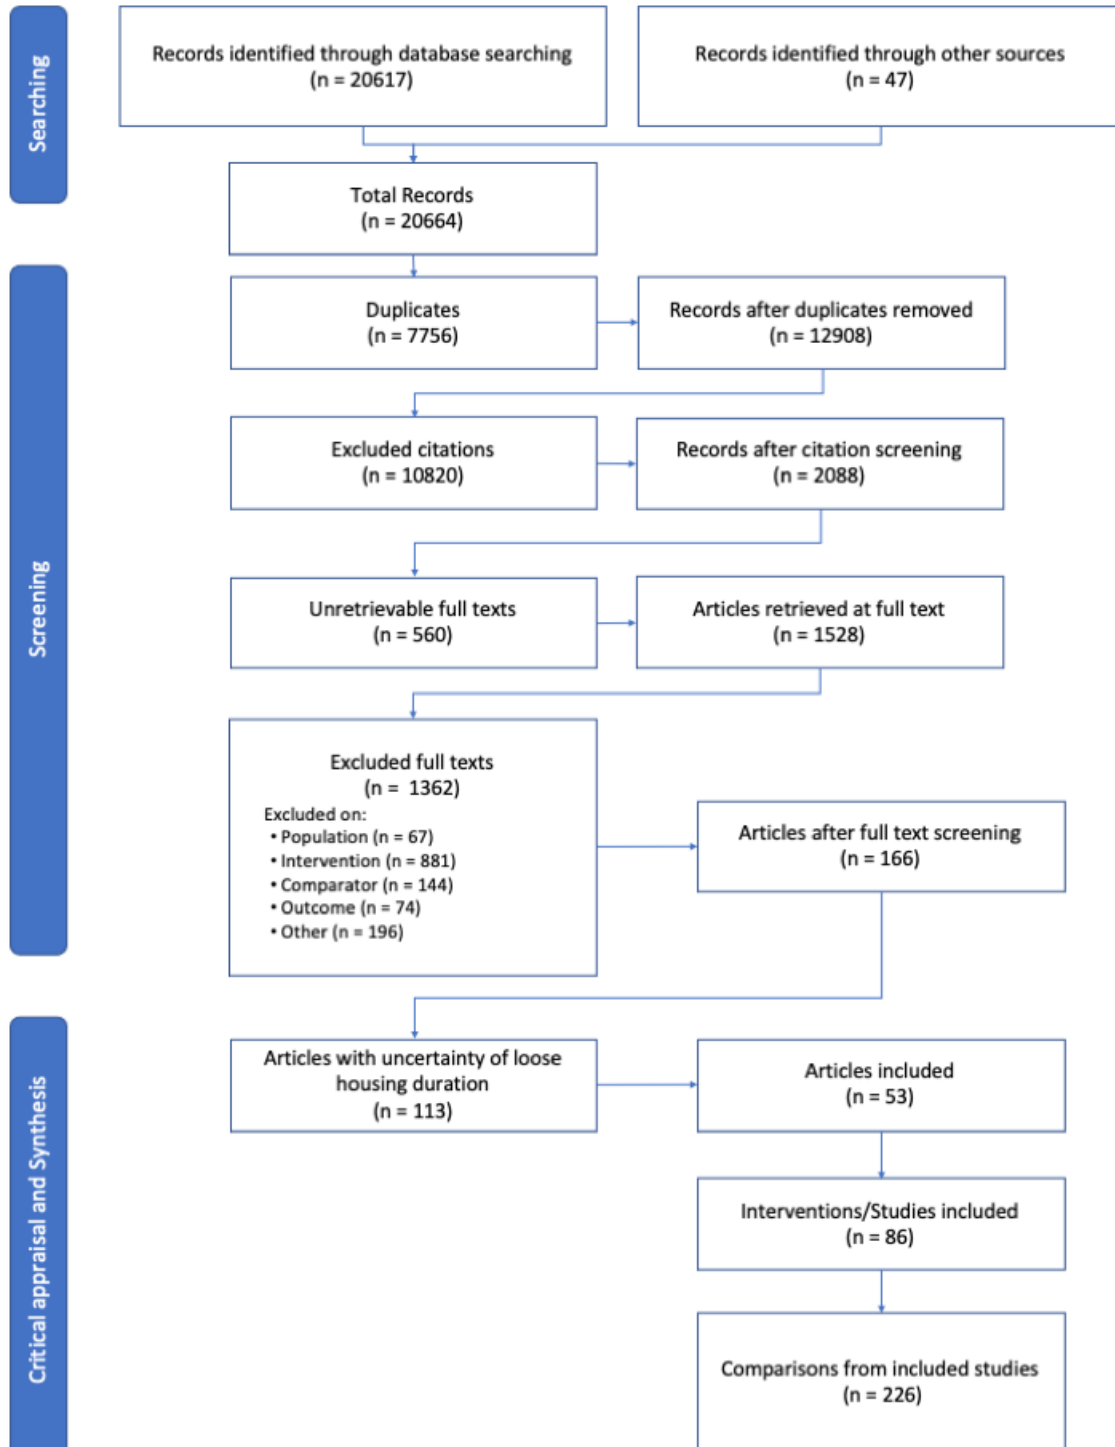 Searching
Records identified through database searching
(n = 20617)
Records identified through other sources
(n = 47)
Total Records
(n = 20664)
Screening
Duplicates
(n = 7756)
Records after duplicates removed
(n = 12908)
Excluded citations
(n = 10820)
Records after citation screening
(n = 2088)
Unretrievable full texts
(n = 560)
Articles retrieved at full text
(n = 1528)
Excluded full texts
(n =  1362)
Excluded on:
• Population (n = 67)
• Intervention (n = 881)
• Comparator (n = 144)
• Outcome (n = 74)
• Other (n = 196)
Articles after full text screening
(n = 166)
Critical appraisal and Synthesis
Articles with uncertainty of loose
housing duration
(n = 113)
Articles included
(n = 53)
Interventions/Studies included
(n = 86)
Comparisons from included studies
(n = 226)